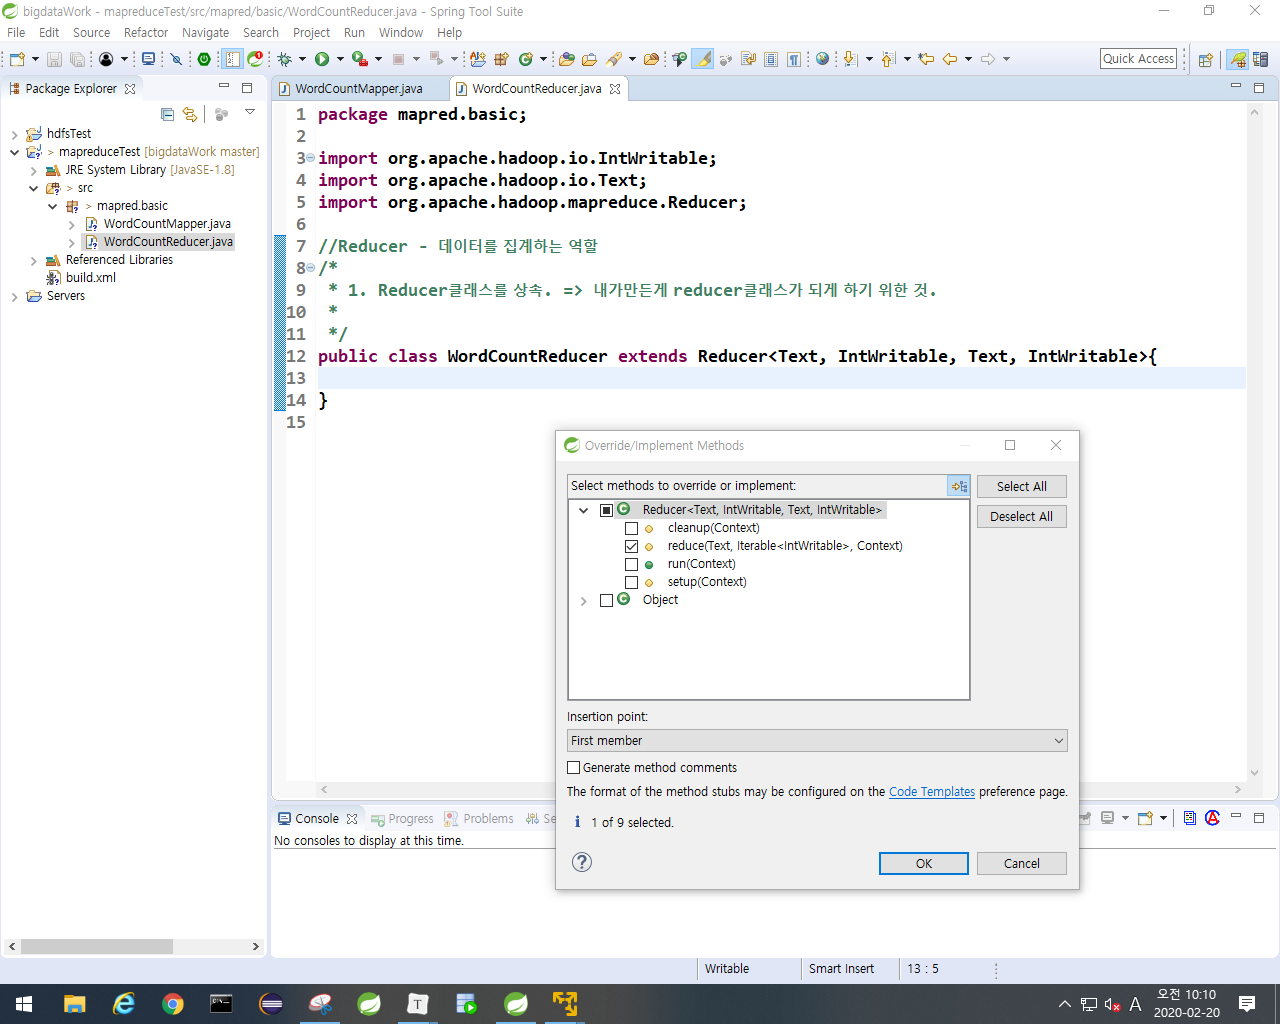 bigdataWork - mapreduceTest/src/mapred/basic/WordCountReducer.java - Spring Tool Suite
File Edit Source Refactor Navigate Search Project Run Window Help
Quick Access
Package Explorer
hdfsTest
> mapreduceTest [bigdataWork master]
JRE System Library [JavaSE-1.8]
> src
> mapred.basic
WordCountMapper.java
WordCountReducer.java
Referenced Libraries
build.xml
Servers
WordCountMapper.java WordCountReducer.java
1 package mapred.basic;
2
3 import org.apache.hadoop.io.IntWritable;
4 import org.apache.hadoop.io.Text;
5 import org.apache.hadoop.mapreduce.Reducer;
6
7 //Reducer - 데이터를 집계하는 역할
8 /*
9 * 1. Reducer클래스를 상속. => 내가만든게 reducer클래스가 되게 하기 위한 것.
10 *
11 */
12 public class WordCountReducer extends Reducer<Text, IntWritable, Text, IntWritable>{
13
14 }
15
Override/Implement Methods
Select methods to override or implement:
Select All
Deselect All
Reducer<Text, IntWritable, Text, IntWritable>
cleanup(Context)
reduce(Text, Iterable<IntWritable>, Context)
run(Context)
setup(Context)
Object
Insertion point:
First member
Generate method comments
The format of the method stubs may be configured on the Code Templates preference page.
1 of 9 selected.
OK Cancel
Console Progress Problems Se
No consoles to display at this time.
Writable Smart Insert 13 : 5
A 오전 10:10
2020-02-20